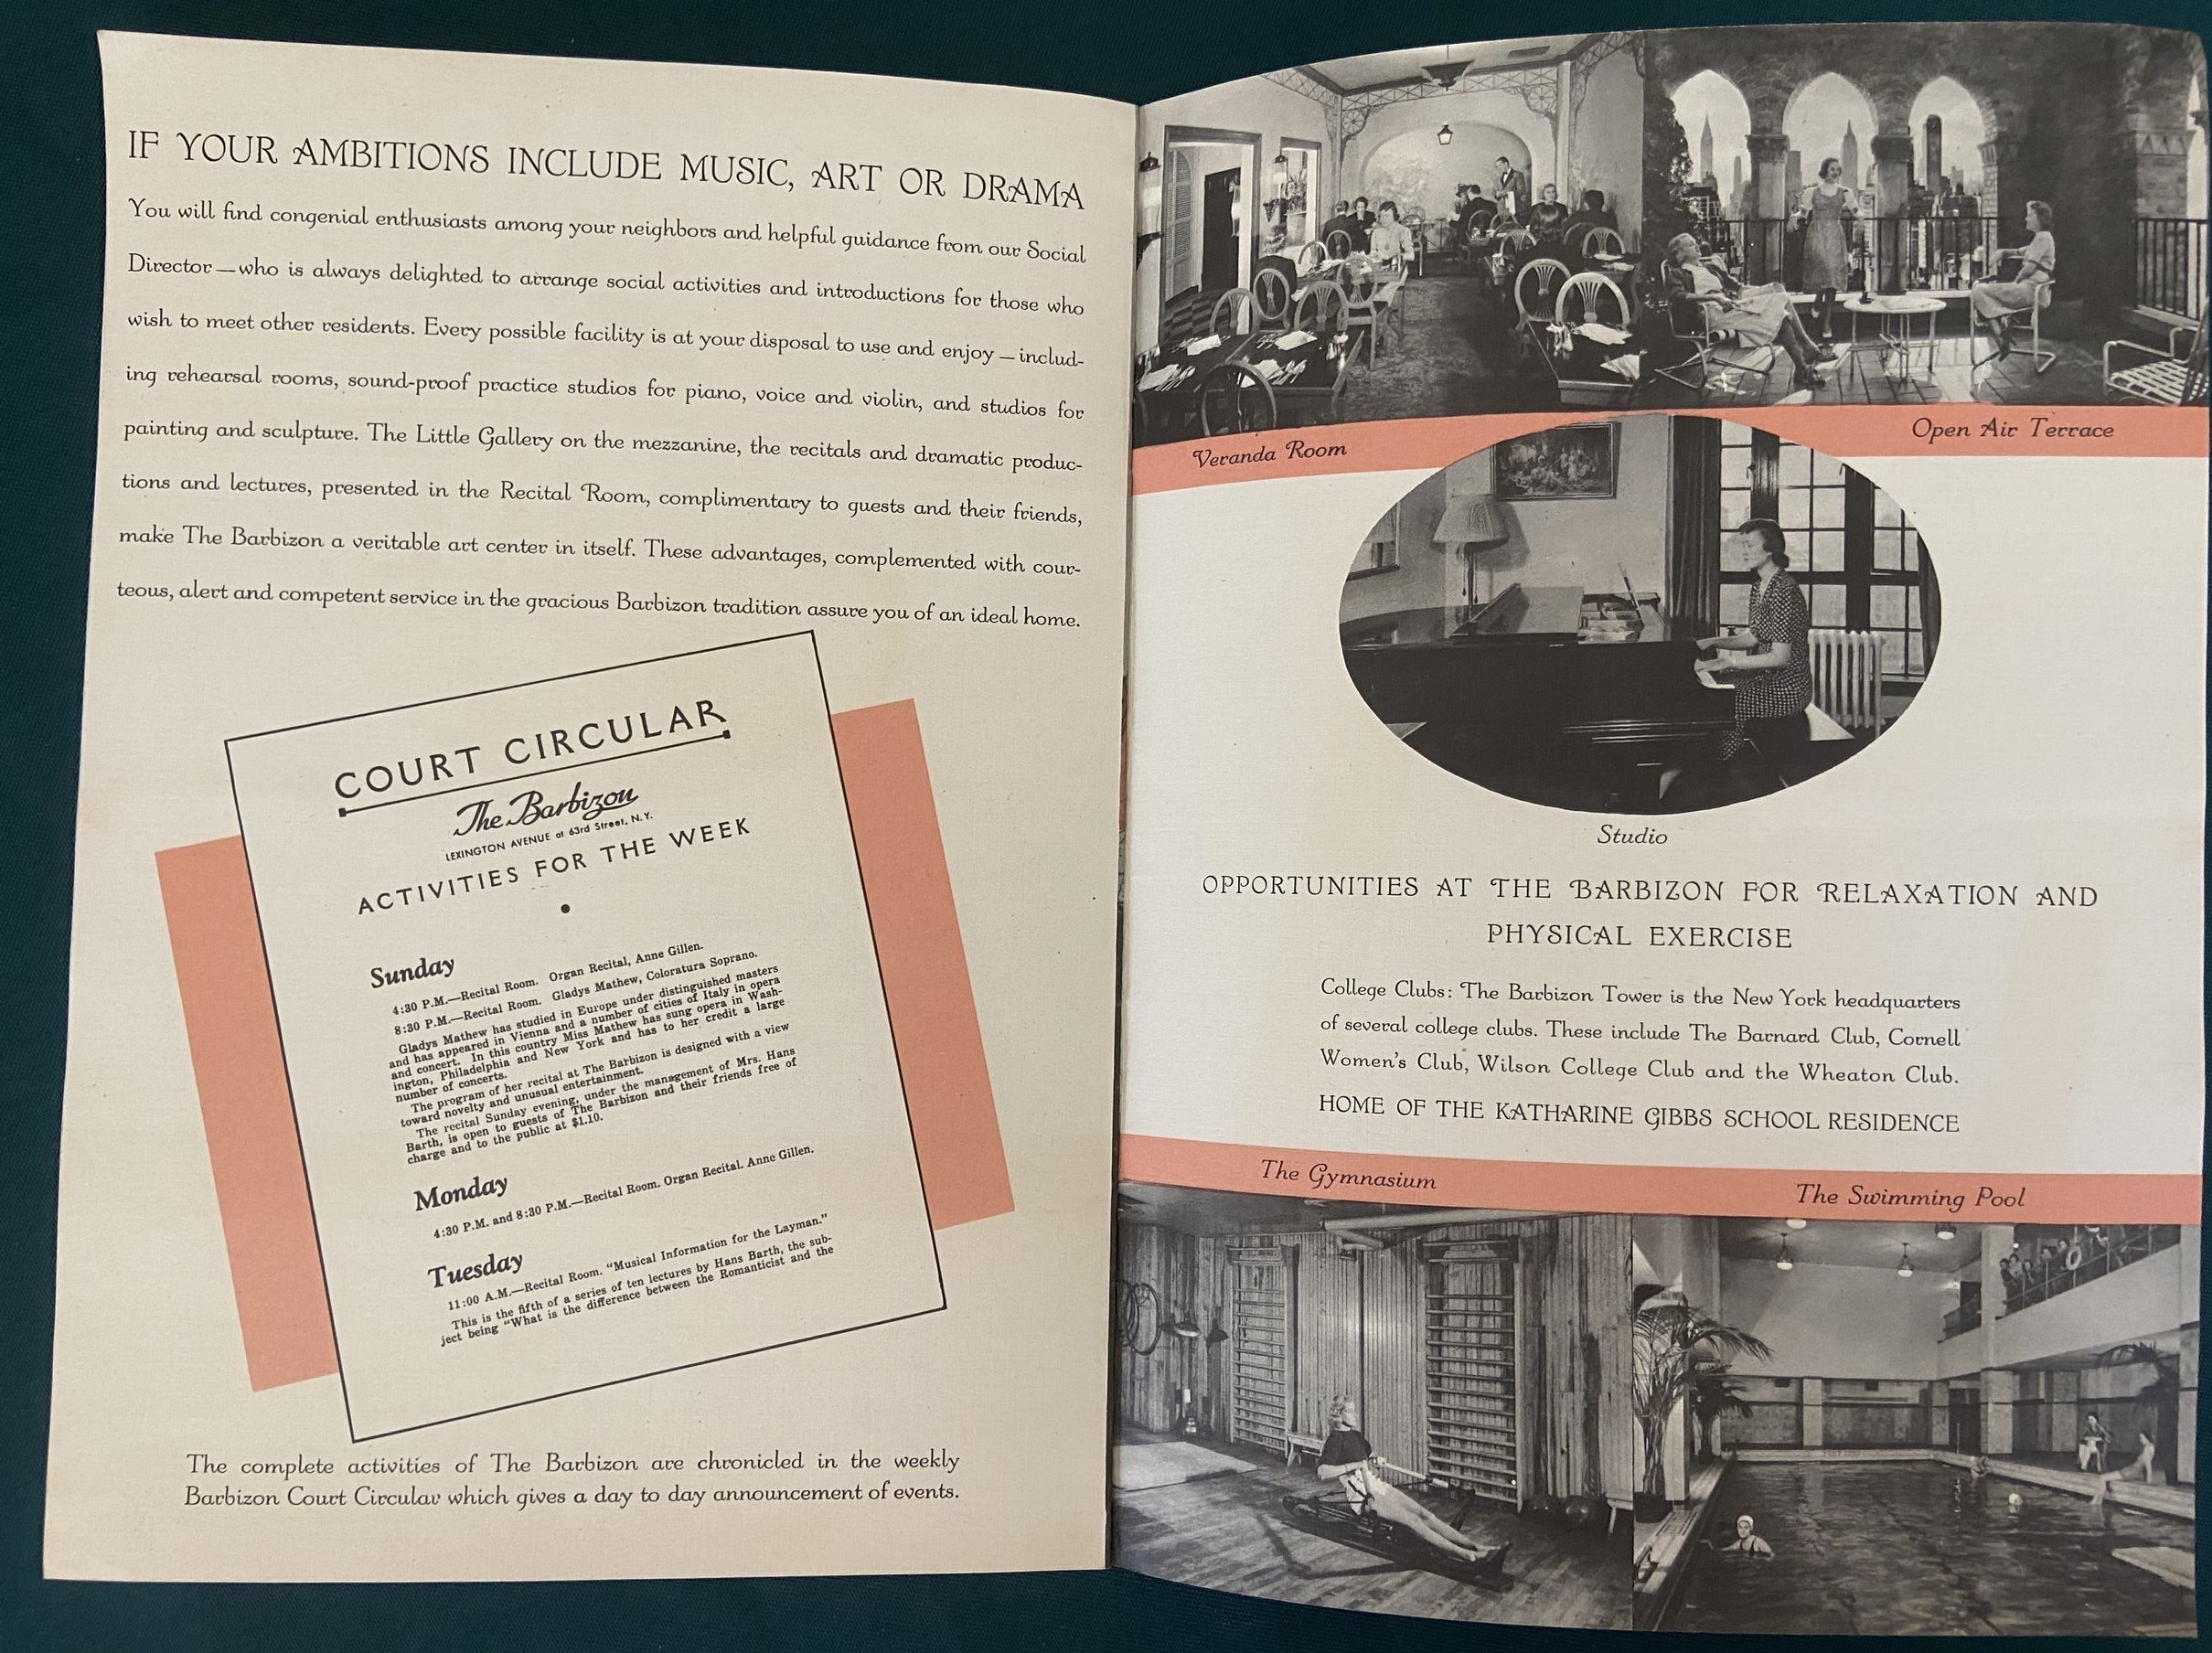 IF YOUR AMBITIONS INCLUDE MUSIC, ART OR DRAMA
You will find congenial enthusiasts among your neighbors and helpful guidance from our Social
Director—who is always delighted to arrange social activities and introductions for those who
wish to meet other residents. Every possible facility is at your disposal to use and enjoy—includ-
ing rehearsal rooms, sound-proof practice studios for piano, voice and violin, and studios for
painting and sculpture. The Little Gallery on the mezzanine, the recitals and dramatic produc-
tions and lectures, presented in the Recital Room, complimentary to guests and their friends,
make The Barbizon a veritable art center in itself. These advantages, complemented with cour-
teous, alert and competent service in the gracious Barbizon tradition assure you of an ideal home.
COURT CIRCULAR
The Barbizon
LEXINGTON AVENUE at 63rd Street, N.Y.
ACTIVITIES FOR THE WEEK
Sunday
4:30 P.M.—Recital Room. Organ Recital, Anne Gillen.
8:30 P.M.—Recital Room. Gladys Mathew, Coloratura Soprano.
Gladys Mathew has studied in Europe under distinguished masters
and has appeared in Vienna and a number of cities of Italy in opera
and concert. In this country Miss Mathew has sung opera in Wash-
ington, Philadelphia and New York and has to her credit a large
number of concerts.
The program of her recital at The Barbizon is designed with a view
toward novelty and unusual entertainment.
The recital Sunday evening, under the management of Mrs. Hans
Barth, is open to guests of The Barbizon and their friends free of
charge and to the public at $1.10.
Monday
4:30 P.M. and 8:30 P.M.—Recital Room. Organ Recital. Anne Gillen.
Tuesday
11:00 A.M.—Recital Room. “Musical Information for the Layman.”
This is the fifth of a series of ten lectures by Hans Barth, the sub-
ject being “What is the difference between the Romanticist and the
The complete activities of The Barbizon are chronicled in the weekly
Barbizon Court Circular which gives a day to day announcement of events.
Veranda Room
Open Air Terrace
Studio
OPPORTUNITIES AT THE BARBIZON FOR RELAXATION AND
PHYSICAL EXERCISE
College Clubs: The Barbizon Tower is the New York headquarters
of several college clubs. These include The Barnard Club, Cornell
Women's Club, Wilson College Club and the Wheaton Club.
HOME OF THE KATHARINE GIBBS SCHOOL RESIDENCE
The Gymnasium
The Swimming Pool